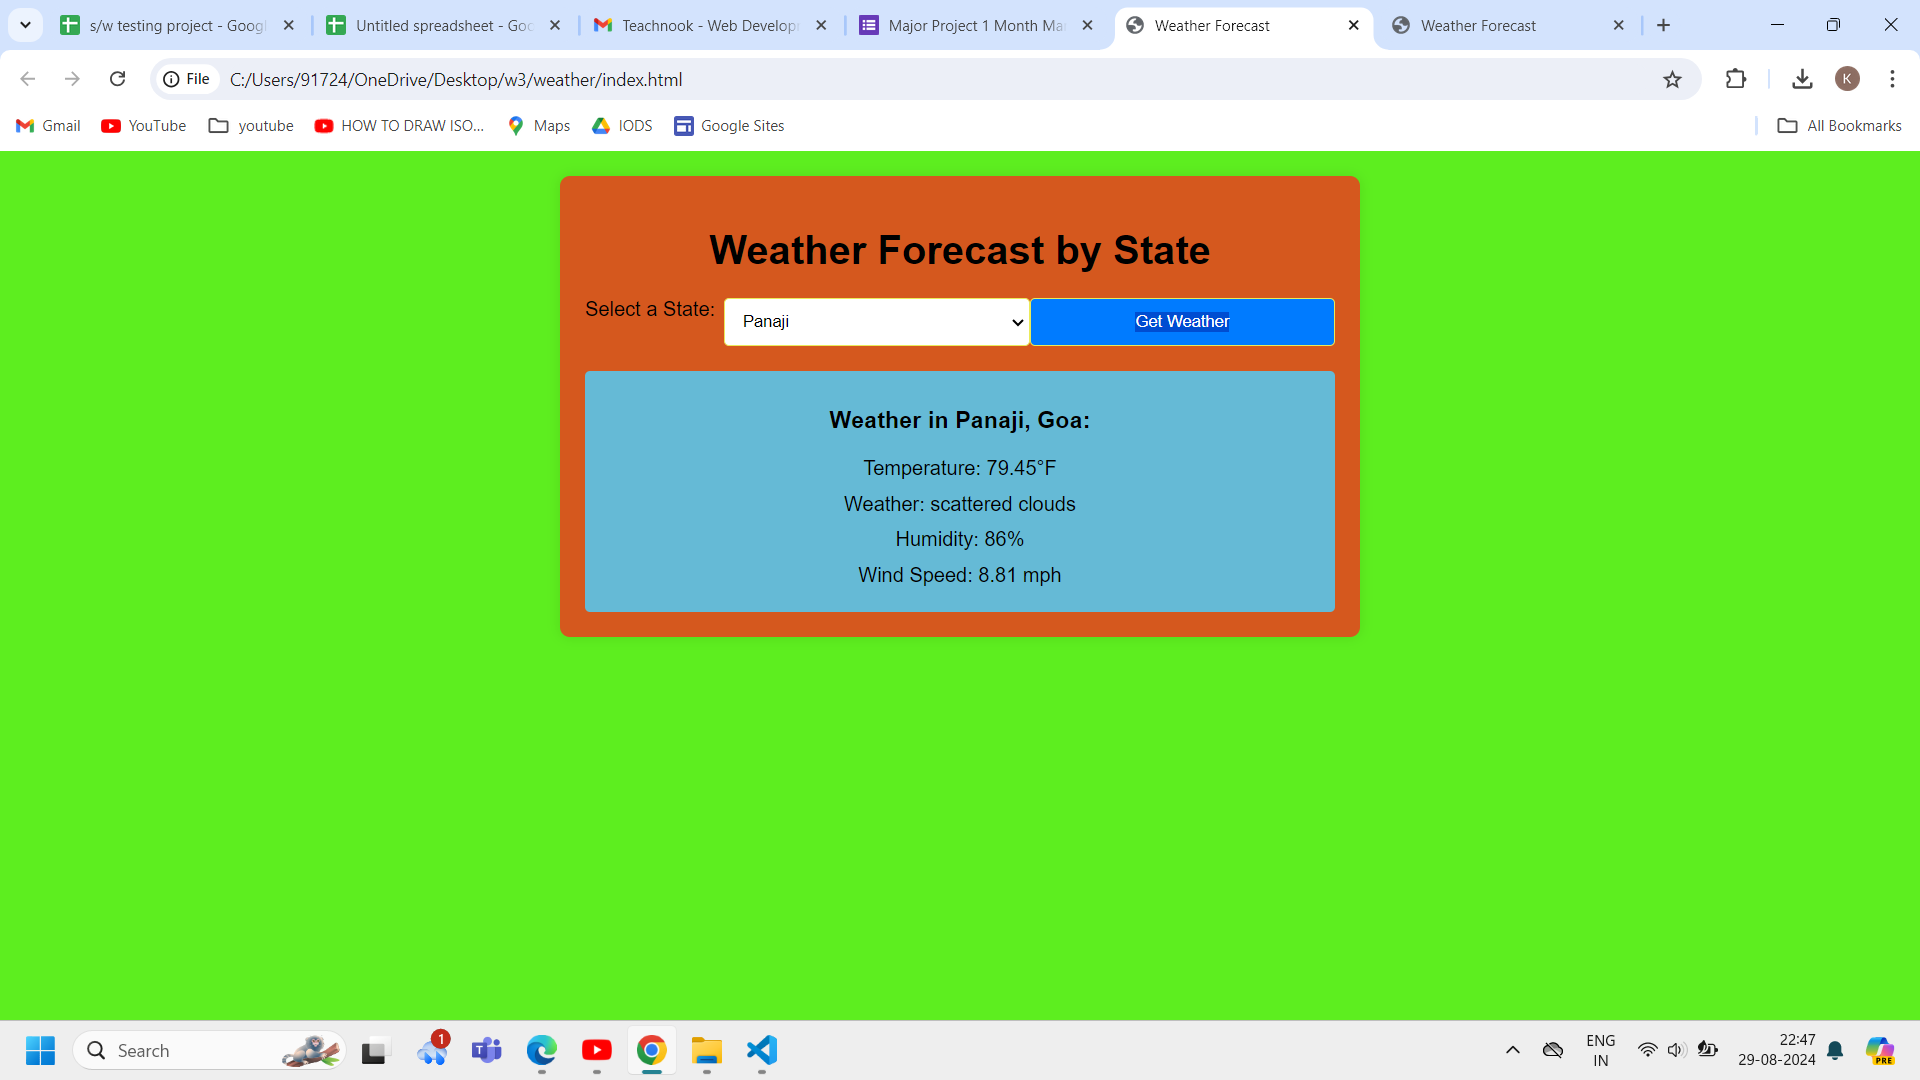 s/w testing project - Googl
Untitled spreadsheet - Goo
Teachnook - Web Develop
Major Project 1 Month Mar
Weather Forecast
Weather Forecast
File
C:/Users/91724/OneDrive/Desktop/w3/weather/index.html
K
Gmail
YouTube
youtube
HOW TO DRAW ISO...
Maps
IODS
Google Sites
All Bookmarks
Weather Forecast by State
Select a State:
Panaji
Get Weather
Weather in Panaji, Goa:
Temperature: 79.45°F
Weather: scattered clouds
Humidity: 86%
Wind Speed: 8.81 mph
Search
1
ENG
IN
22:47
29-08-2024
PRE